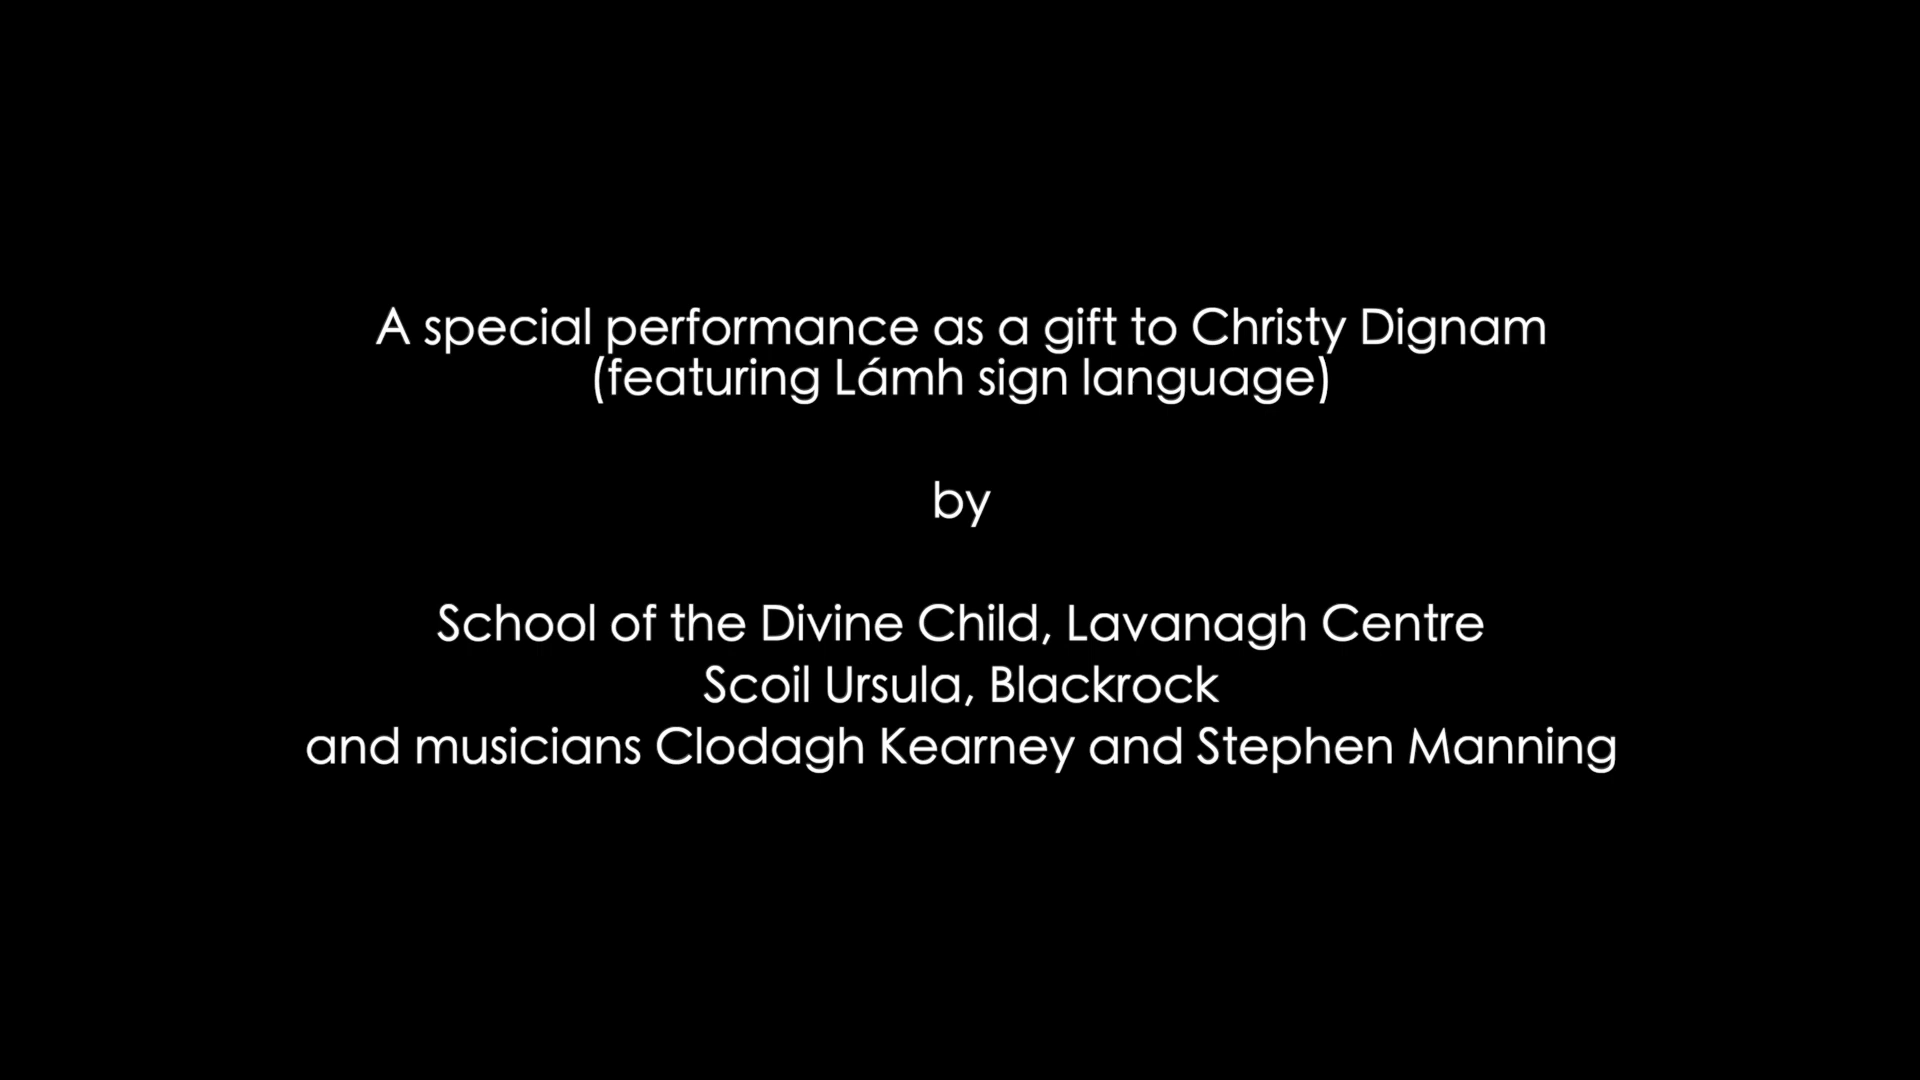 A special performance as a gift to Christy Dignam
(featuring Lámh sign language)
by
School of the Divine Child, Lavanagh Centre
Scoil Ursula, Blackrock
and musicians Clodagh Kearney and Stephen Manning